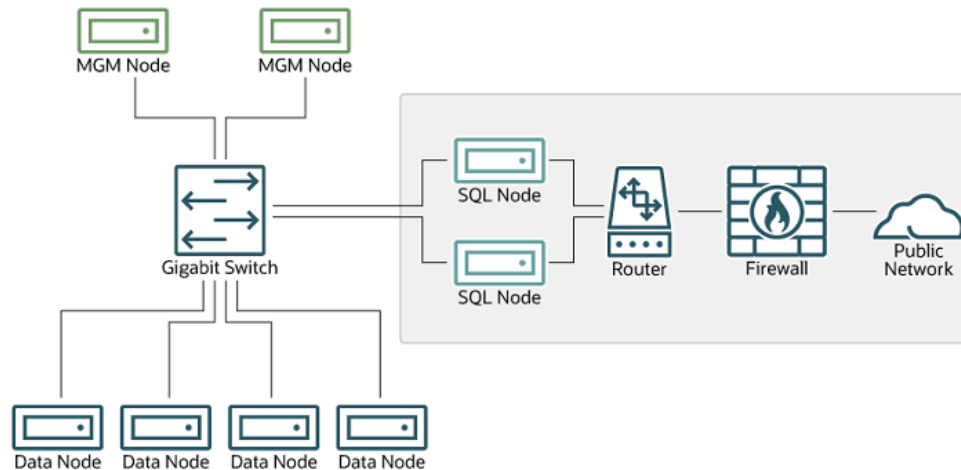 MGM Node
MGM Node
SQL Node
Gigabit Switch
SQL Node
Router
Firewall
Public
Network
Data Node
Data Node
Data Node
Data Node